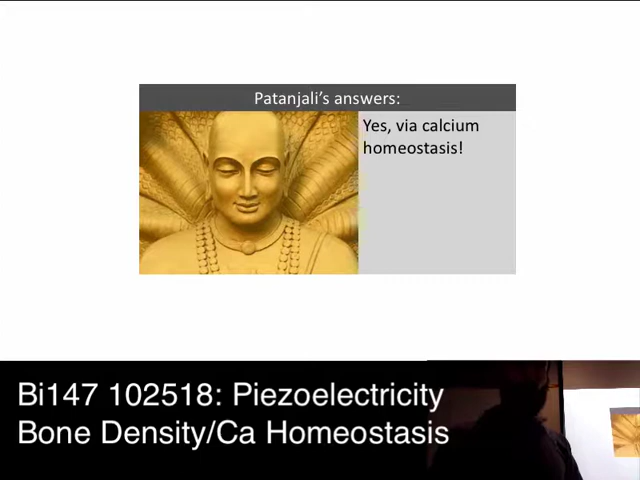 Patanjali's answers:
Yes, via calcium
homeostasis!
Bi147 102518: Piezoelectricity
Bone Density/Ca Homeostasis